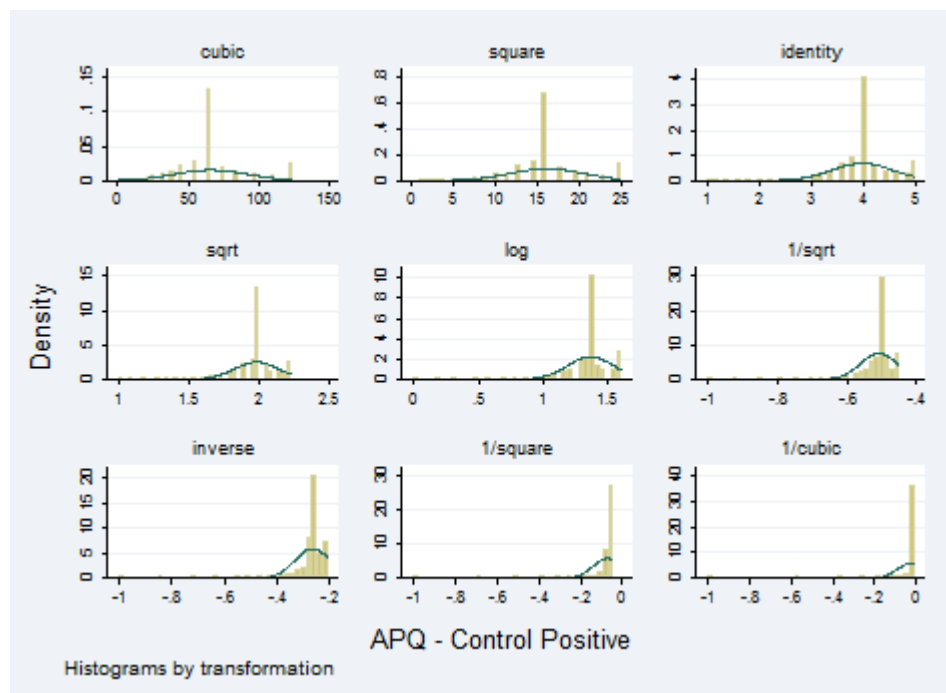 cubic
square
identity
.15
.1
.05
0
0 50 100 150
.8
.6
.4
.2
0
0 5 10 15 20 25
4
3
2
1
0
1 2 3 4 5
sqrt
log
1/sqrt
15
10
5
0
1 1.5 2 2.5
10
8
6
4
2
0
0 .5 1 1.5
30
20
10
0
-1 -.8 -.6 -.4
inverse
1/square
1/cubic
20
15
10
5
0
-1 -.8 -.6 -.4 -.2
30
20
10
0
-1 -.8 -.6 -.4 -.2 0
40
30
20
10
0
-1 -.8 -.6 -.4 -.2 0
Density
APQ - Control Positive
Histograms by transformation